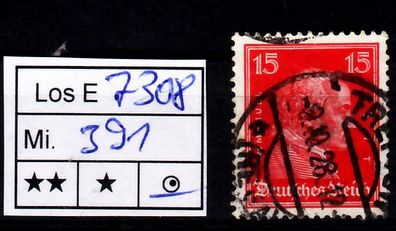 Los E 7308
Mi. 391
★★ ★ ⊙
15 15
Deutsches Reich